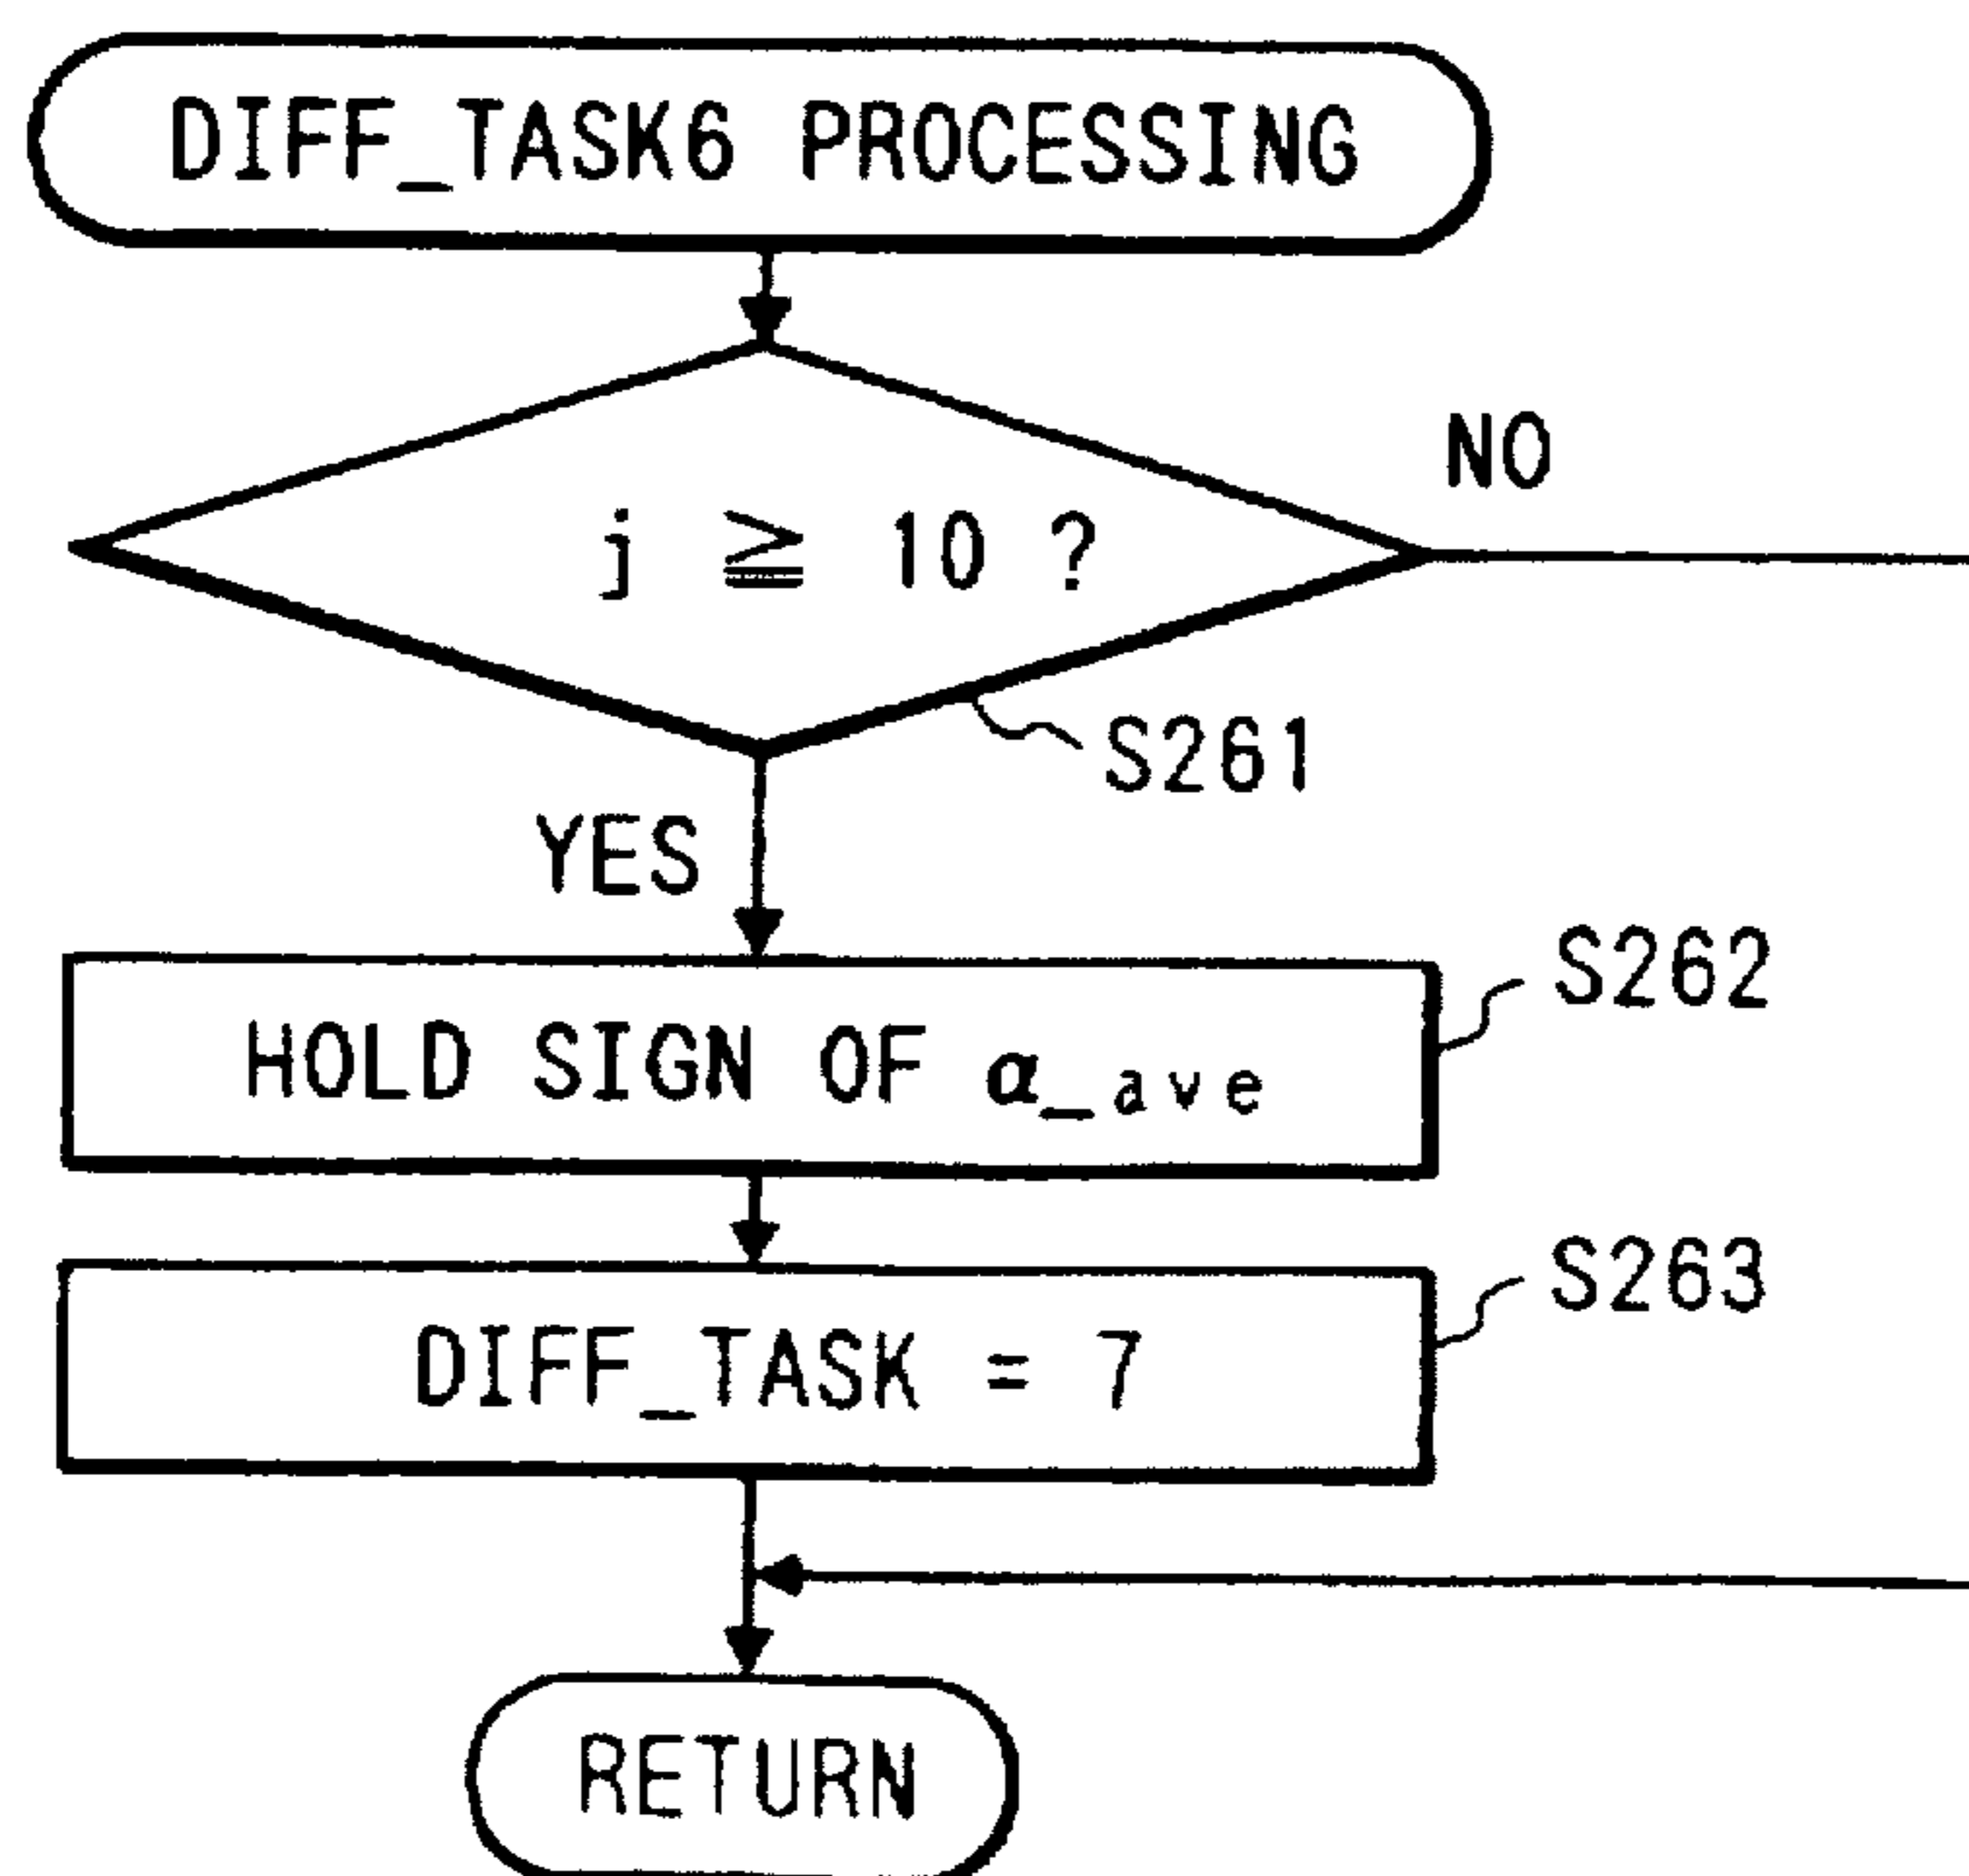 DIFF_TASK6 PROCESSING
NO
j ≧ 10 ?
S261
YES
S262
HOLD SIGN OF α_ave
S263
DIFF_TASK = 7
RETURN